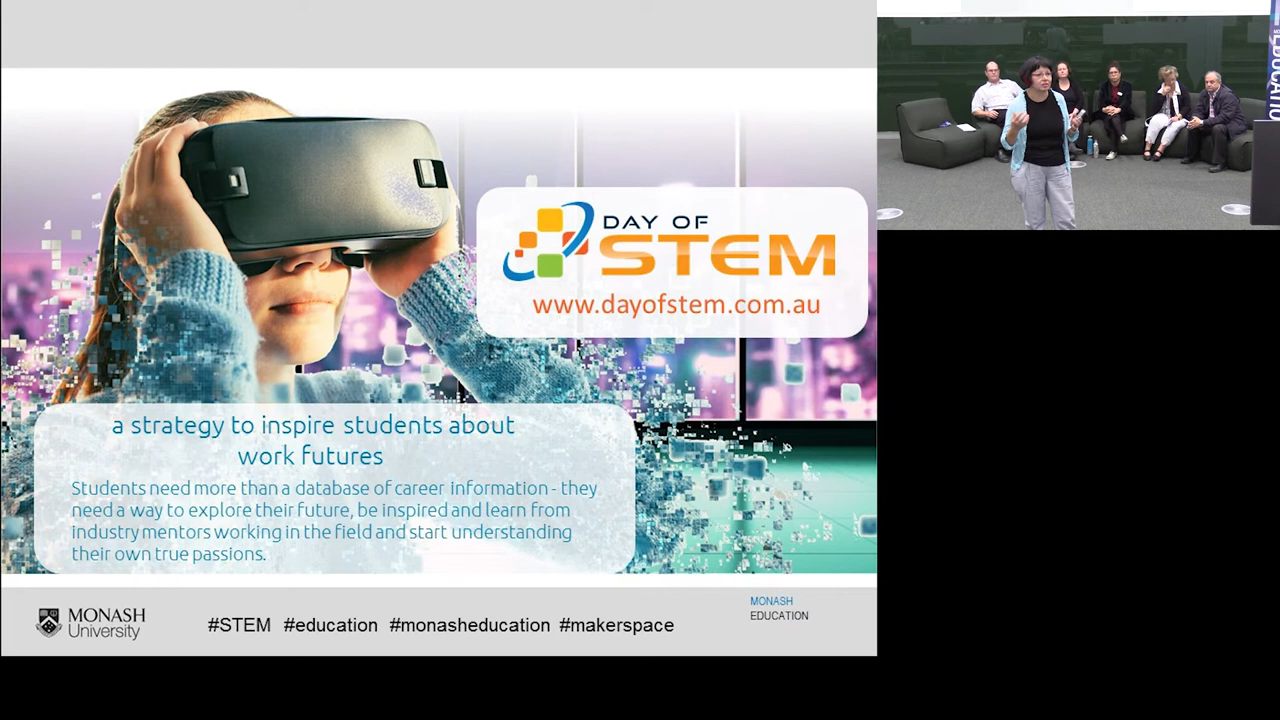 DAY OF
STEM
www.dayofstem.com.au
a strategy to inspire students about
work futures
Students need more than a database of career information - they
need a way to explore their future, be inspired and learn from
industry mentors working in the field and start understanding
their own true passions.
MONASH
University
#STEM #education #monasheducation #makerspace
MONASH
EDUCATION